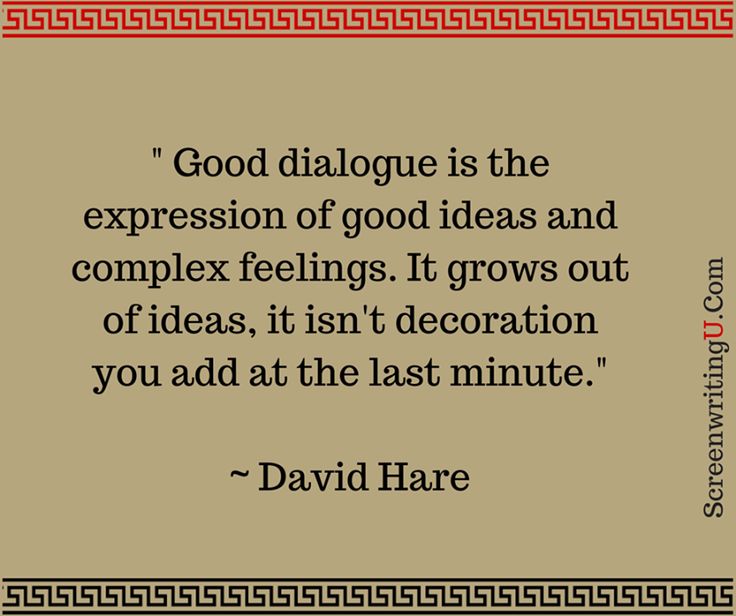 " Good dialogue is the
expression of good ideas and
complex feelings. It grows out
of ideas, it isn't decoration
you add at the last minute."
~ David Hare
ScreenwritingU.Com